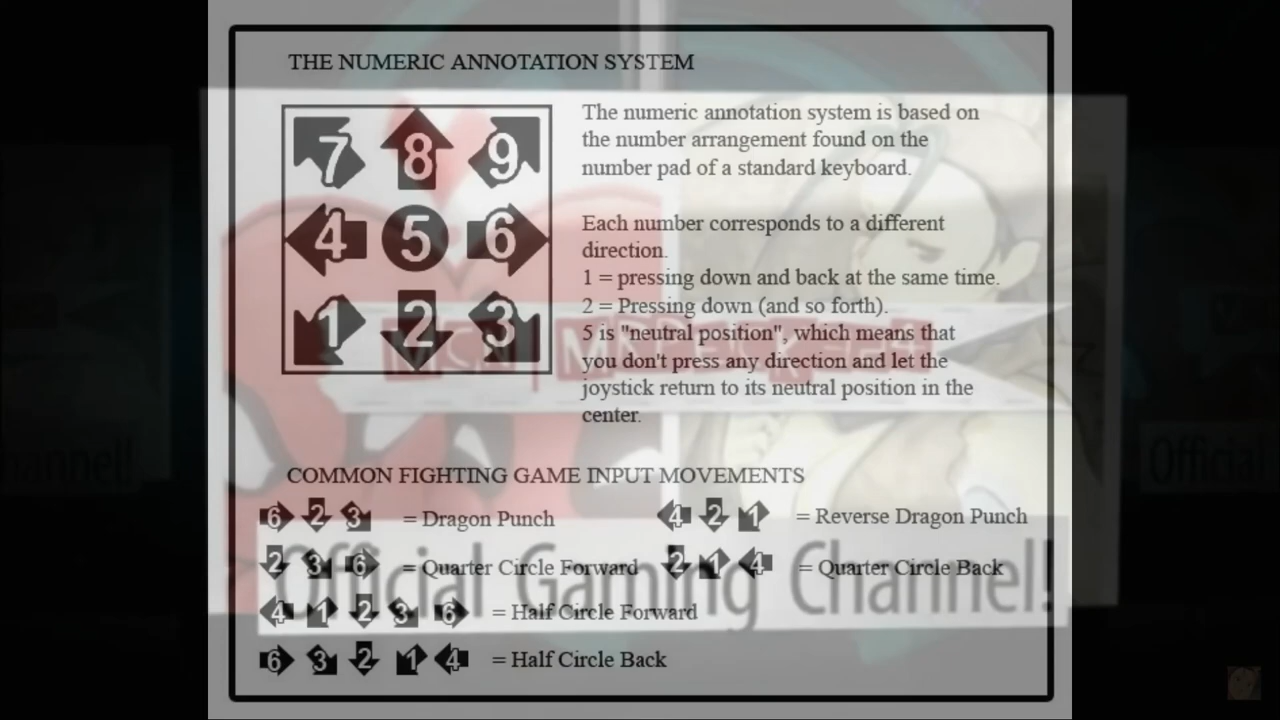 THE NUMERIC ANNOTATION SYSTEM
7 8 9
4 5 6
1 2 3
The numeric annotation system is based on
the number arrangement found on the
number pad of a standard keyboard.
Each number corresponds to a different
direction.
1 = pressing down and back at the same time.
2 = Pressing down (and so forth).
5 is "neutral position", which means that
you don't press any direction and let the
joystick return to its neutral position in the
center.
COMMON FIGHTING GAME INPUT MOVEMENTS
6 2 3 = Dragon Punch
4 2 1 = Reverse Dragon Punch
2 3 6 = Quarter Circle Forward
2 1 4 = Quarter Circle Back
4 1 2 3 6 = Half Circle Forward
6 3 2 1 4 = Half Circle Back
Official Gaming Channel!
hannel!
Official